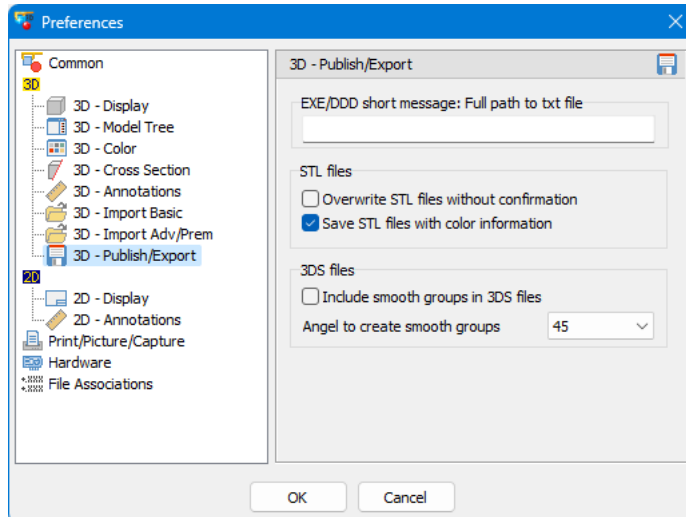 Preferences
Common
3D
3D - Display
3D - Model Tree
3D - Color
3D - Cross Section
3D - Annotations
3D - Import Basic
3D - Import Adv/Prem
3D - Publish/Export
2D
2D - Display
2D - Annotations
Print/Picture/Capture
Hardware
File Associations
3D - Publish/Export
EXE/DDD short message: Full path to txt file
STL files
Overwrite STL files without confirmation
Save STL files with color information
3DS files
Include smooth groups in 3DS files
Angel to create smooth groups 45
OK Cancel